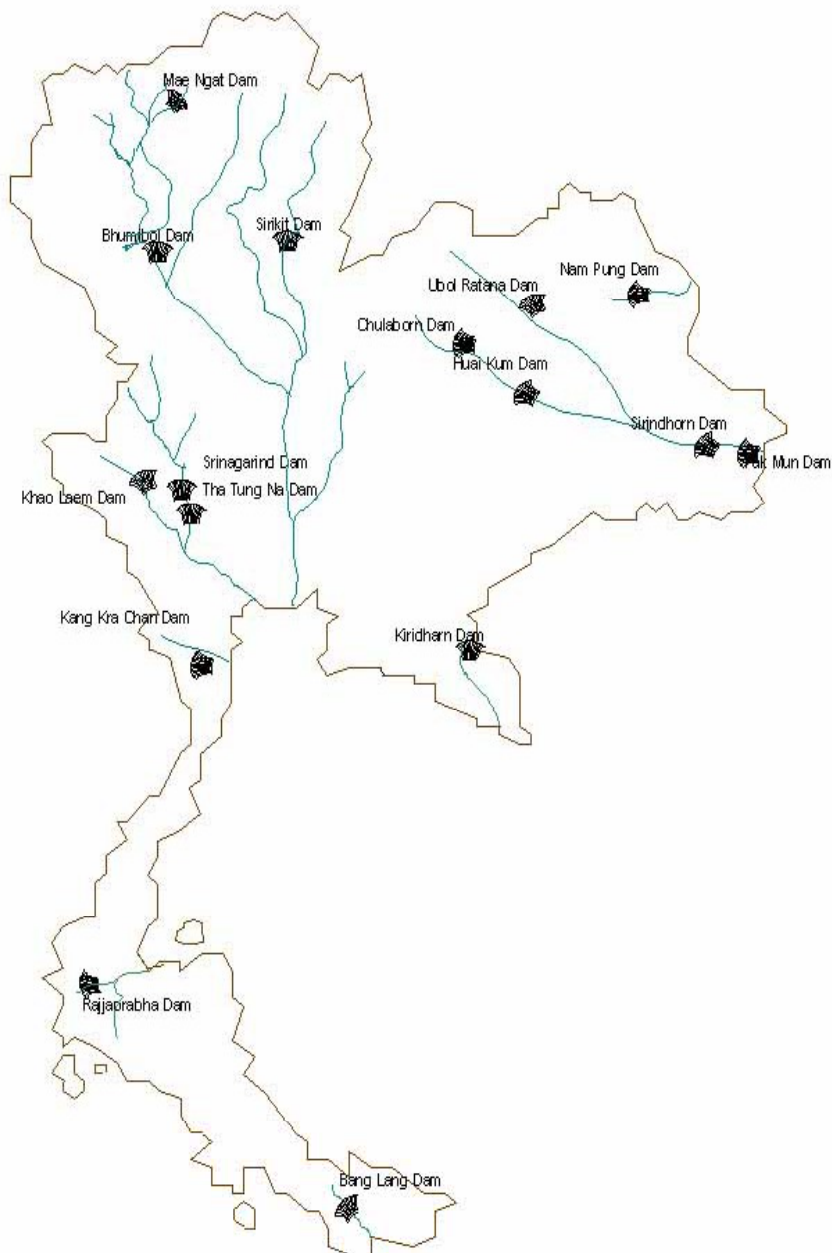 Mae Ngat Dam
Bhumibol Dam
Sirikit Dam
Ubol Ratana Dam
Nam Pung Dam
Chulaborn Dam
Huai Kum Dam
Sirindhorn Dam
Pak Mun Dam
Srinagarind Dam
Tha Tung Na Dam
Khao Laem Dam
Kang Kra Chan Dam
Kiridharn Dam
Rajjaprabha Dam
Bang Lang Dam